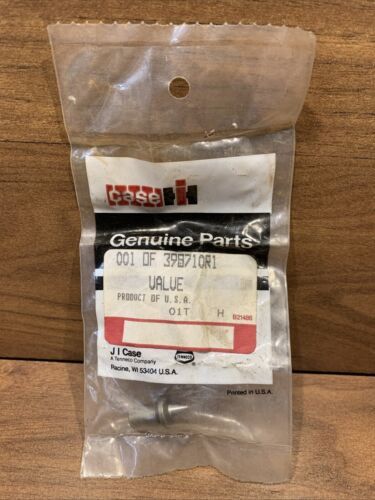 case IH
Genuine Parts
001 OF 398710R1
VALVE
PRODUCT OF U.S.A.
01T H B21486
J I Case
A Tenneco Company
TENNECO
Racine, WI 53404 U.S.A.
Printed in U.S.A.